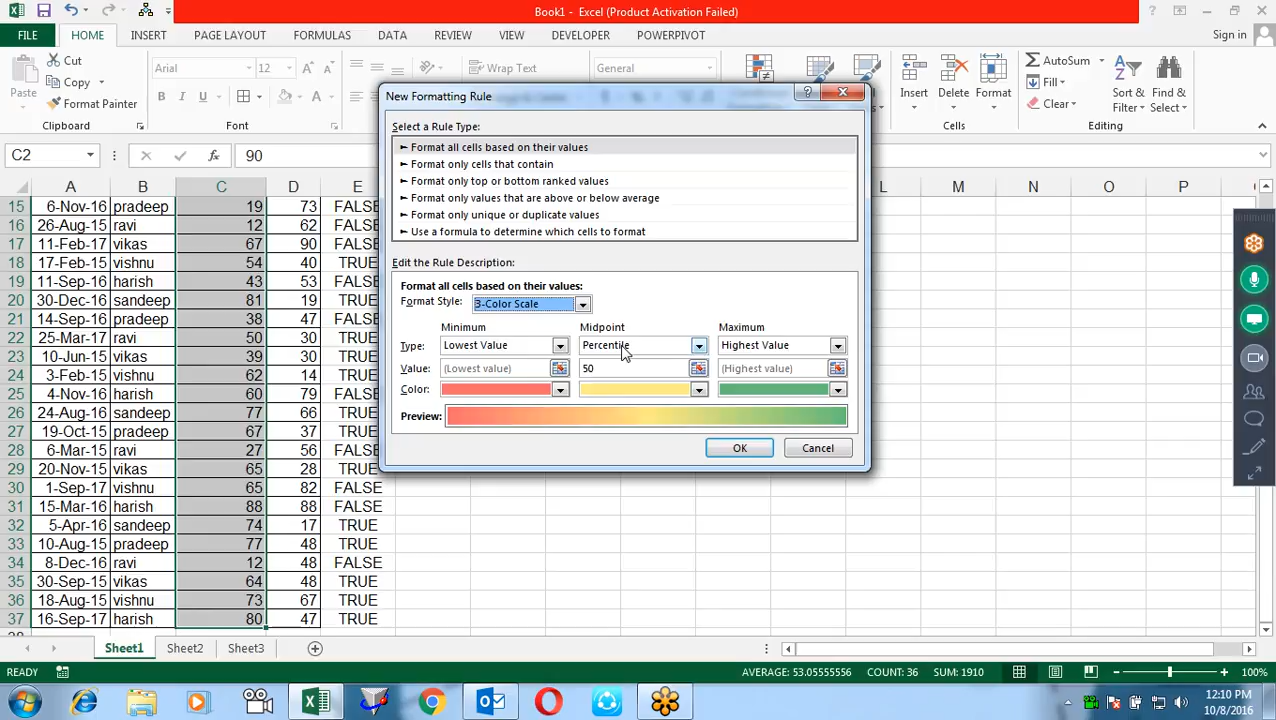 Book1 - Excel (Product Activation Failed)
FILE HOME INSERT PAGE LAYOUT FORMULAS DATA REVIEW VIEW DEVELOPER POWERPIVOT Sign in
Paste
Cut
Copy
Format Painter
Clipboard
Arial 12
B I U
Font
Wrap Text
General
Insert Delete Format
Cells
AutoSum
Fill
Clear
Sort & Filter
Find & Select
Editing
C2 90
A B C D E L M N O P
15 6-Nov-16 pradeep 19 73 FALSE
16 26-Aug-15 ravi 12 62 FALSE
17 11-Feb-17 vikas 67 90 FALSE
18 17-Feb-15 vishnu 54 40 TRUE
19 11-Sep-16 harish 43 53 FALSE
20 30-Dec-16 sandeep 81 19 TRUE
21 14-Sep-16 pradeep 38 47 FALSE
22 25-Mar-17 ravi 50 30 TRUE
23 10-Jun-15 vikas 39 30 TRUE
24 3-Feb-16 vishnu 62 14 TRUE
25 4-Nov-16 harish 60 79 FALSE
26 24-Aug-16 sandeep 77 66 TRUE
27 19-Oct-15 pradeep 67 37 TRUE
28 6-Mar-15 ravi 27 56 FALSE
29 20-Nov-15 vikas 65 28 TRUE
30 1-Sep-17 vishnu 65 82 FALSE
31 15-Mar-16 harish 88 88 FALSE
32 5-Apr-16 sandeep 74 17 TRUE
33 10-Aug-15 pradeep 77 48 TRUE
34 8-Dec-16 ravi 12 48 FALSE
35 30-Sep-15 vikas 64 48 TRUE
36 18-Aug-15 vishnu 73 67 TRUE
37 16-Sep-17 harish 80 47 TRUE
New Formatting Rule
Select a Rule Type:
► Format all cells based on their values
► Format only cells that contain
► Format only top or bottom ranked values
► Format only values that are above or below average
► Format only unique or duplicate values
► Use a formula to determine which cells to format
Edit the Rule Description:
Format all cells based on their values:
Format Style: 3-Color Scale
Minimum Midpoint Maximum
Type: Lowest Value Percentile Highest Value
Value: (Lowest value) 50 (Highest value)
Color:
Preview:
OK Cancel
Sheet1 Sheet2 Sheet3
READY AVERAGE: 53.05555556 COUNT: 36 SUM: 1910 100%
12:10 PM
10/8/2016